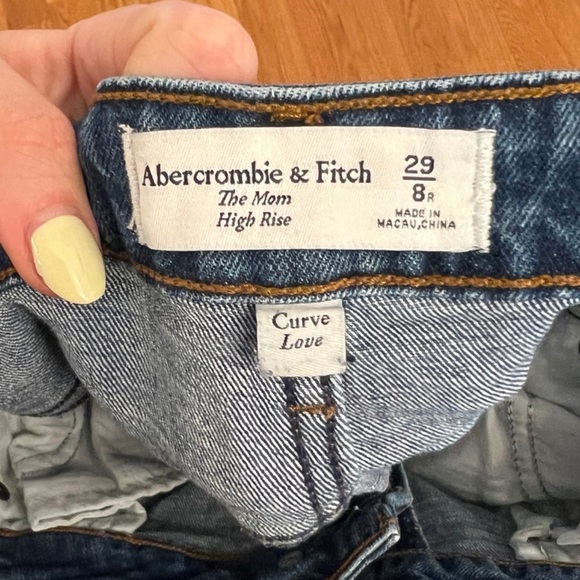 Abercrombie & Fitch
The Mom
High Rise
29
8R
MADE IN
MACAU,CHINA
Curve
Love